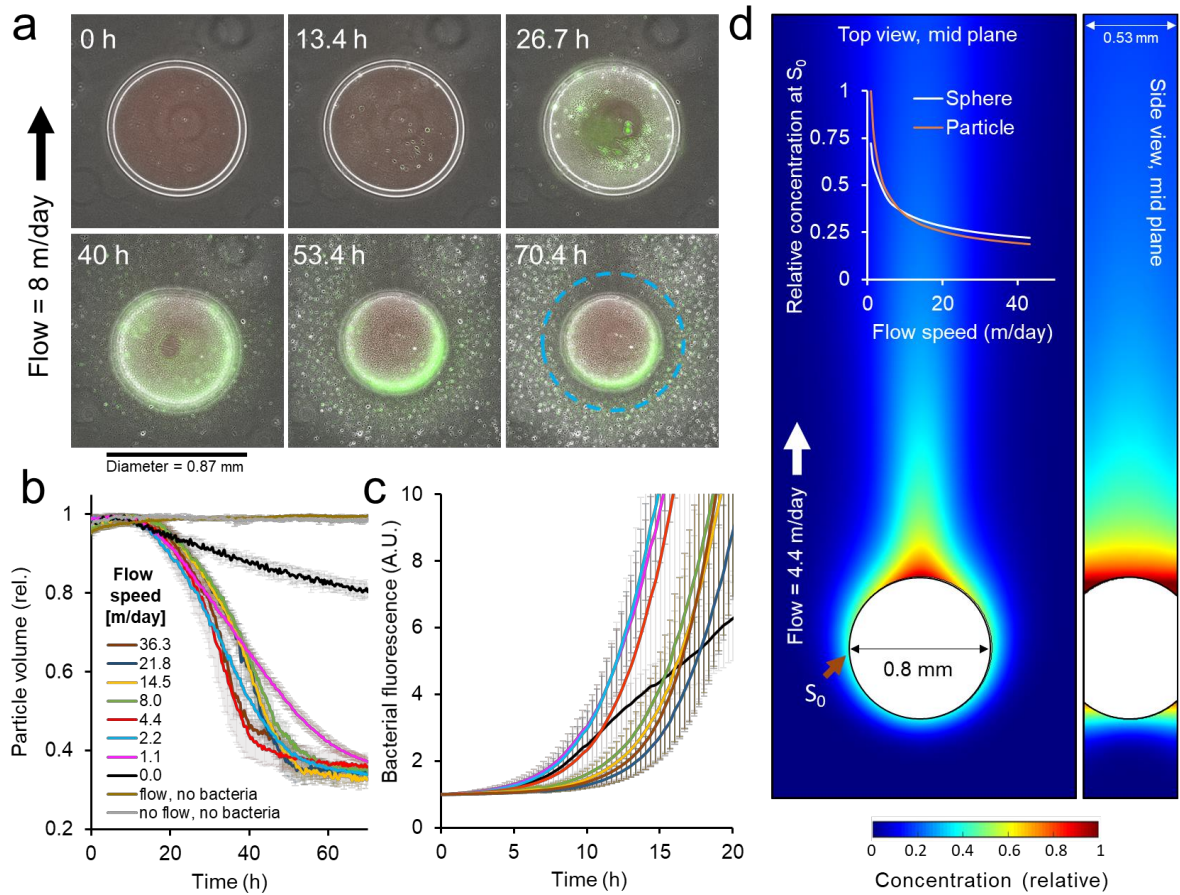 a
0 h
13.4 h
26.7 h
40 h
53.4 h
70.4 h
Flow = 8 m/day
Diameter = 0.87 mm
b
Particle volume (rel.)
1
0.8
0.6
0.4
0.2
0
20
40
60
Time (h)
Flow
speed
[m/day]
36.3
21.8
14.5
8.0
4.4
2.2
1.1
0.0
flow, no bacteria
no flow, no bacteria
c
Bacterial fluorescence (A.U.)
10
8
6
4
2
0
0
5
10
15
20
Time (h)
d
Top view, mid plane
Relative concentration at S0
1
0.75
0.5
0.25
0
0
20
40
Flow speed (m/day)
Sphere
Particle
Flow = 4.4 m/day
0.8 mm
S0
0.53 mm
Side view, mid plane
0
0.2
0.4
0.6
0.8
1
Concentration (relative)